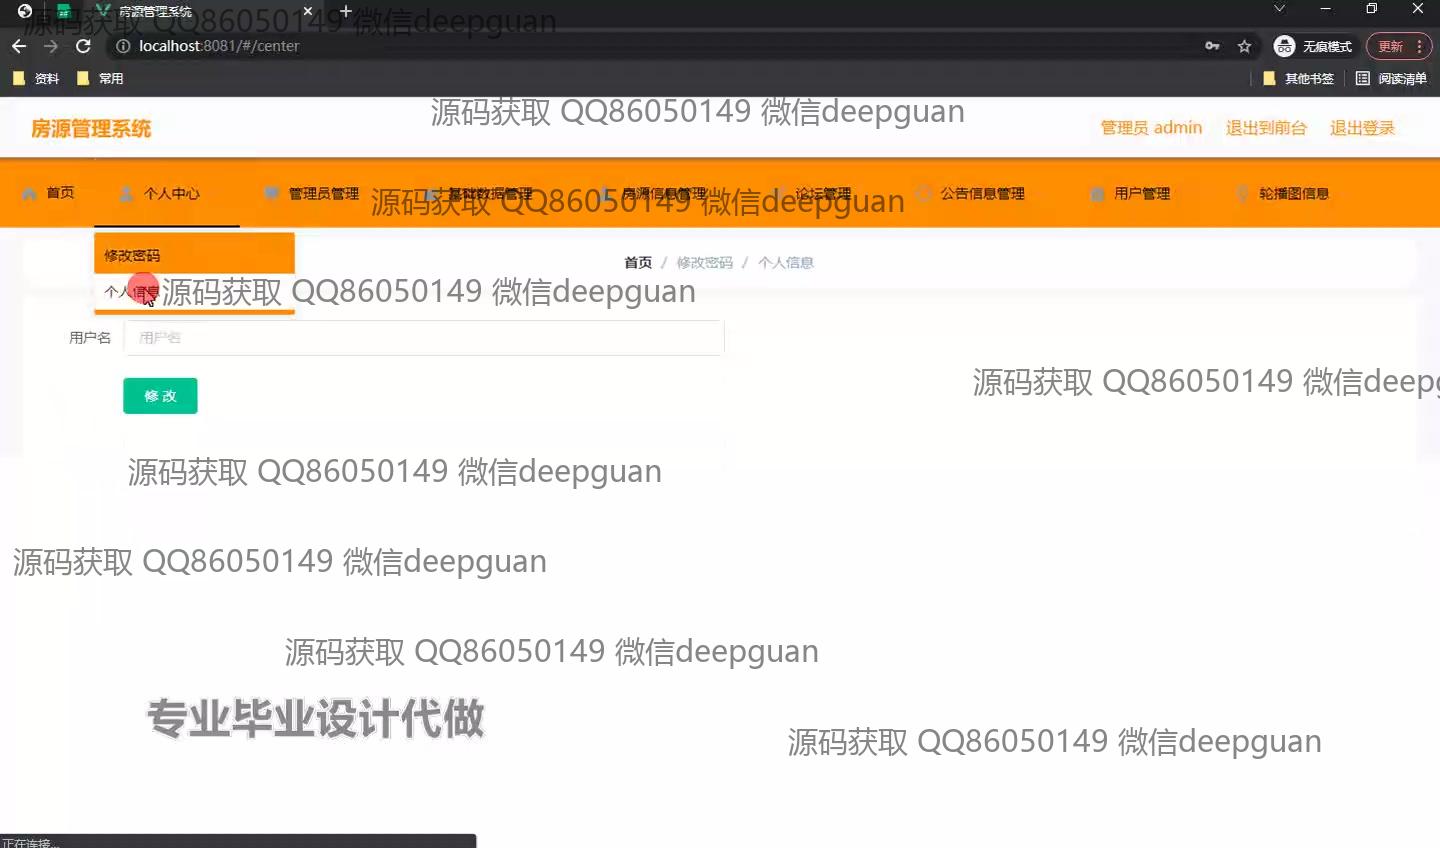 房源管理系统
源码获取 QQ86050149 微信deepguan
localhost:8081/#/center
无痕模式
更新
资料
常用
其他书签
阅读清单
源码获取 QQ86050149 微信deepguan
房源管理系统
管理员 admin
退出到前台
退出登录
首页
个人中心
管理员管理
基础数据管理
房源信息管理
论坛管理
公告信息管理
用户管理
轮播图信息
源码获取 QQ86050149 微信deepguan
修改密码
首页 / 修改密码 / 个人信息
个人信息
源码获取 QQ86050149 微信deepguan
用户名
用户名
源码获取 QQ86050149 微信deepg
修 改
源码获取 QQ86050149 微信deepguan
源码获取 QQ86050149 微信deepguan
源码获取 QQ86050149 微信deepguan
专业毕业设计代做
源码获取 QQ86050149 微信deepguan
正在连接...